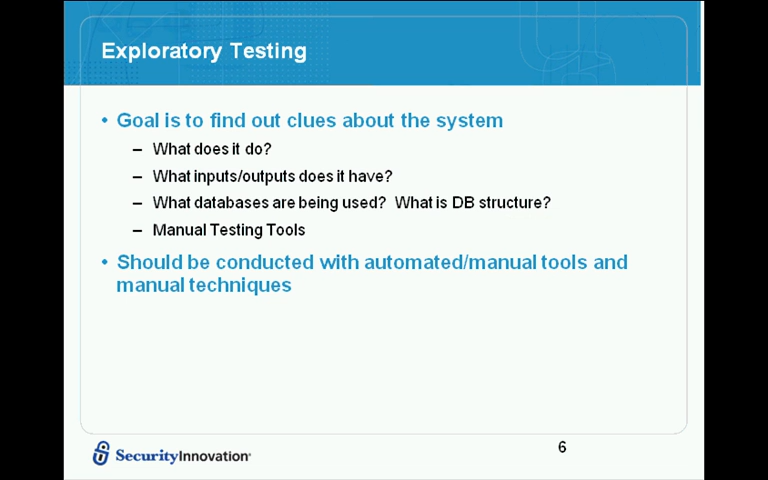 Exploratory Testing
• Goal is to find out clues about the system
– What does it do?
– What inputs/outputs does it have?
– What databases are being used? What is DB structure?
– Manual Testing Tools
• Should be conducted with automated/manual tools and
manual techniques
SecurityInnovation
6